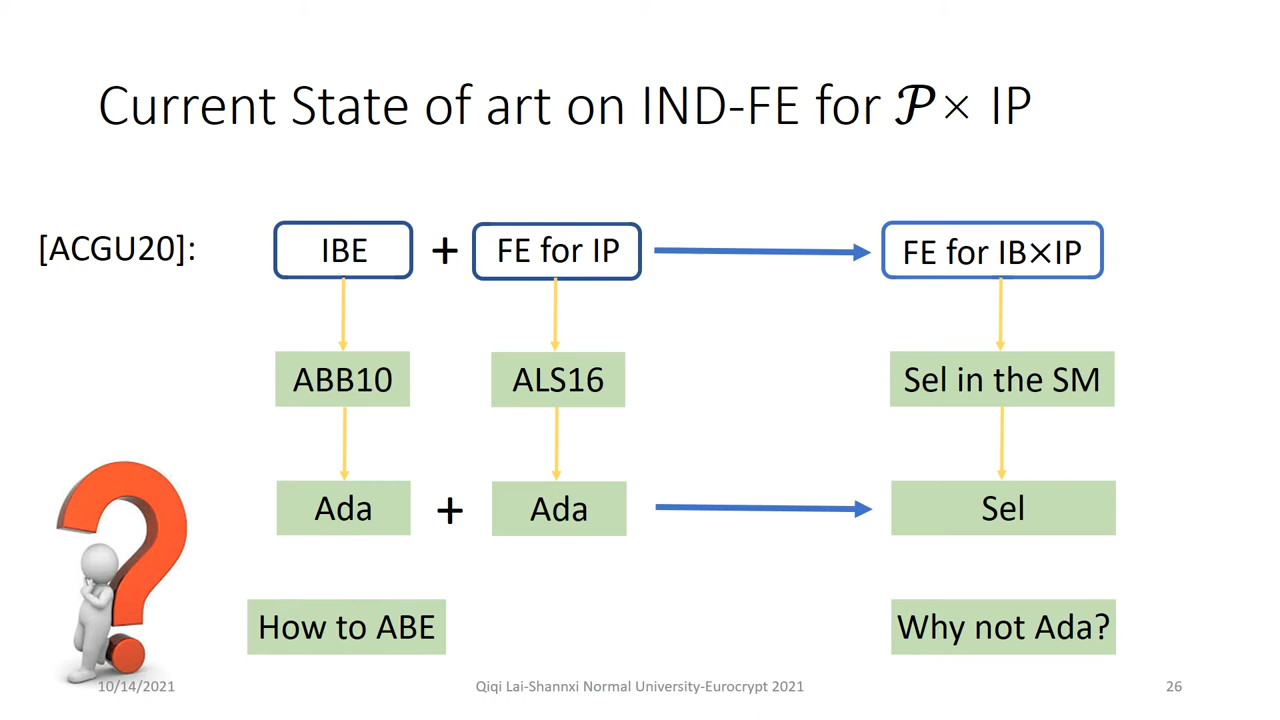 Current State of art on IND-FE for 𝓟× IP
[ACGU20]: IBE + FE for IP FE for IB×IP
ABB10 ALS16 Sel in the SM
Ada + Ada Sel
How to ABE Why not Ada?
10/14/2021 Qiqi Lai-Shannxi Normal University-Eurocrypt 2021 26